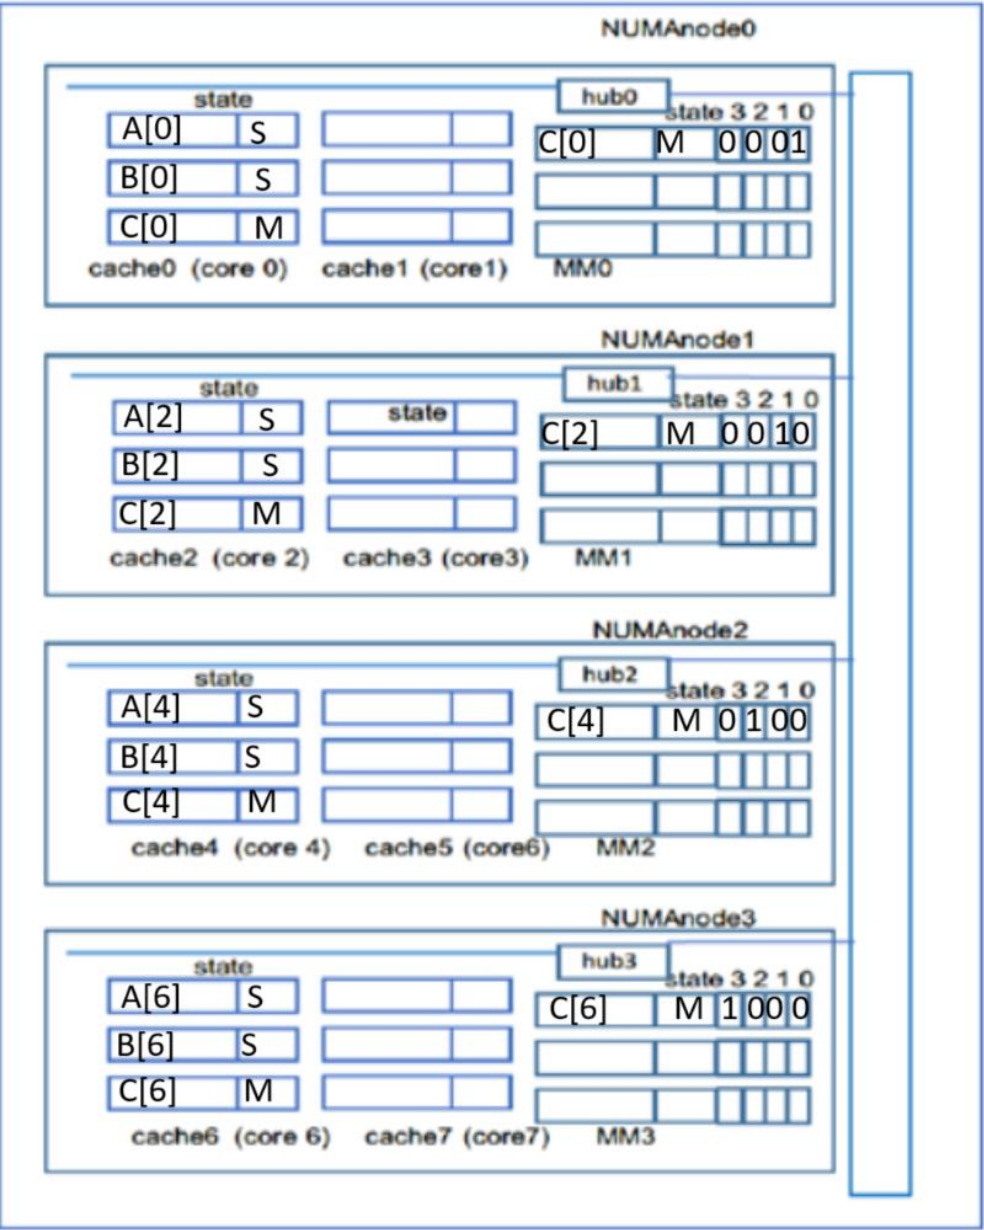 NUMAnode0
hub0
state
state 3 2 1 0
A[0] S
C[0] M 0 0 0 1
B[0] S
C[0] M
cache0 (core 0) cache1 (core1) MM0
NUMAnode1
hub1
state
state 3 2 1 0
A[2] S state
C[2] M 0 0 1 0
B[2] S
C[2] M
cache2 (core 2) cache3 (core3) MM1
NUMAnode2
hub2
state
state 3 2 1 0
A[4] S
C[4] M 0 1 0 0
B[4] S
C[4] M
cache4 (core 4) cache5 (core6) MM2
NUMAnode3
hub3
state
state 3 2 1 0
A[6] S
C[6] M 1 0 0 0
B[6] S
C[6] M
cache6 (core 6) cache7 (core7) MM3